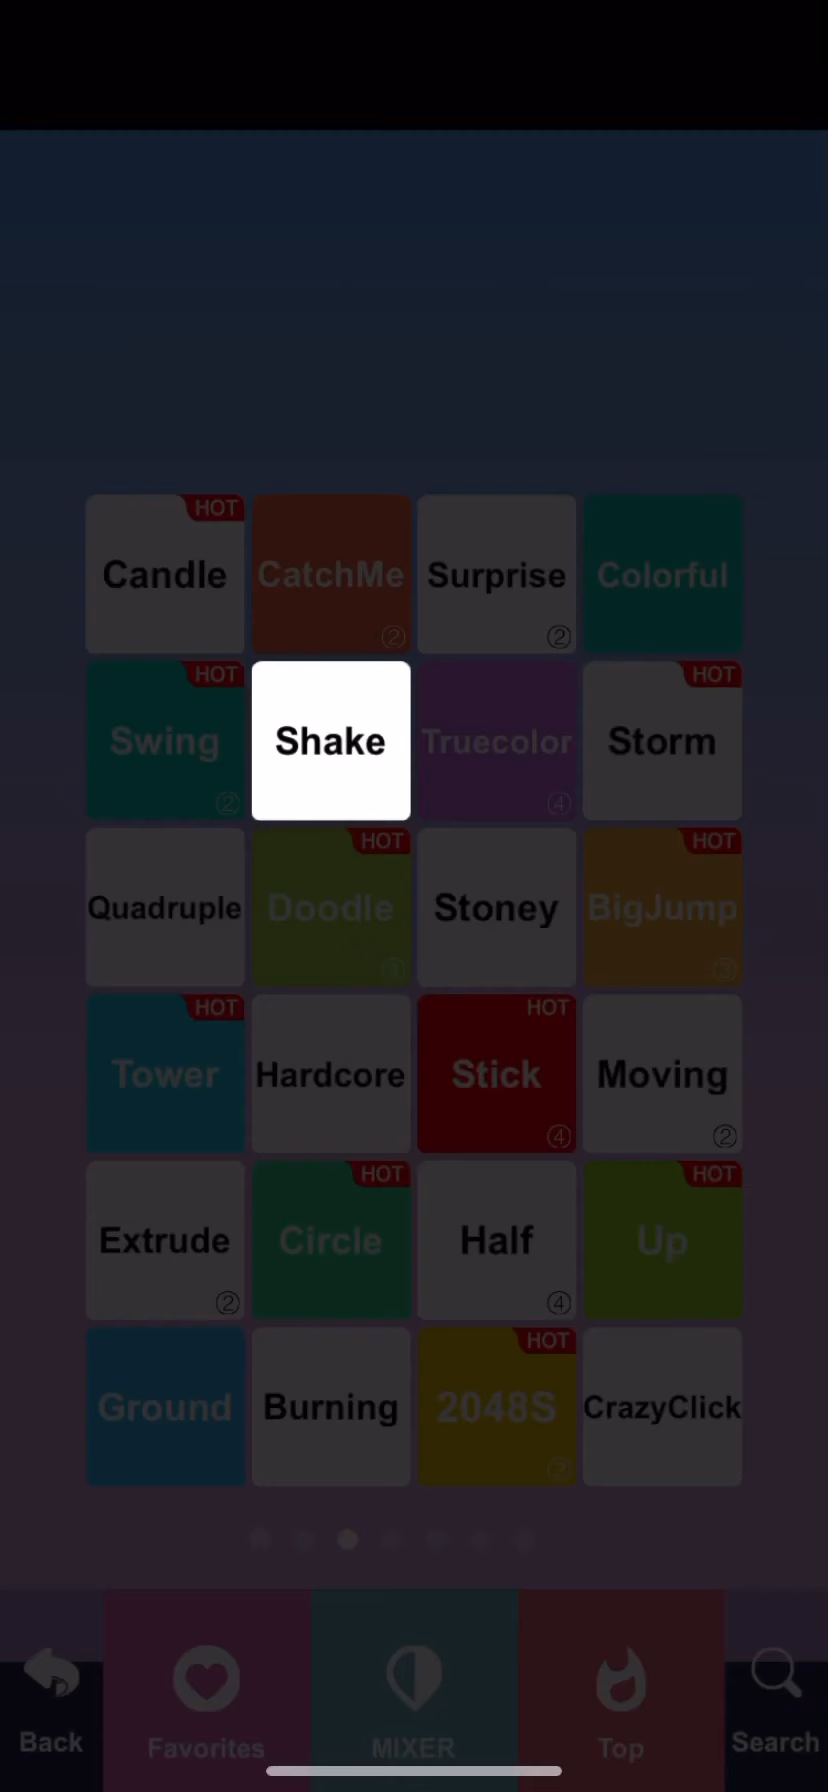 HOT
Candle
CatchMe
②
Surprise
②
Colorful
HOT
Swing
②
Shake
Truecolor
④
HOT
Storm
Quadruple
HOT
Doodle
Stoney
HOT
BigJump
③
HOT
Tower
Hardcore
HOT
Stick
④
Moving
②
Extrude
②
HOT
Circle
Half
④
HOT
Up
Ground
Burning
HOT
2048S
CrazyClick
Back
Favorites
MIXER
Top
Search